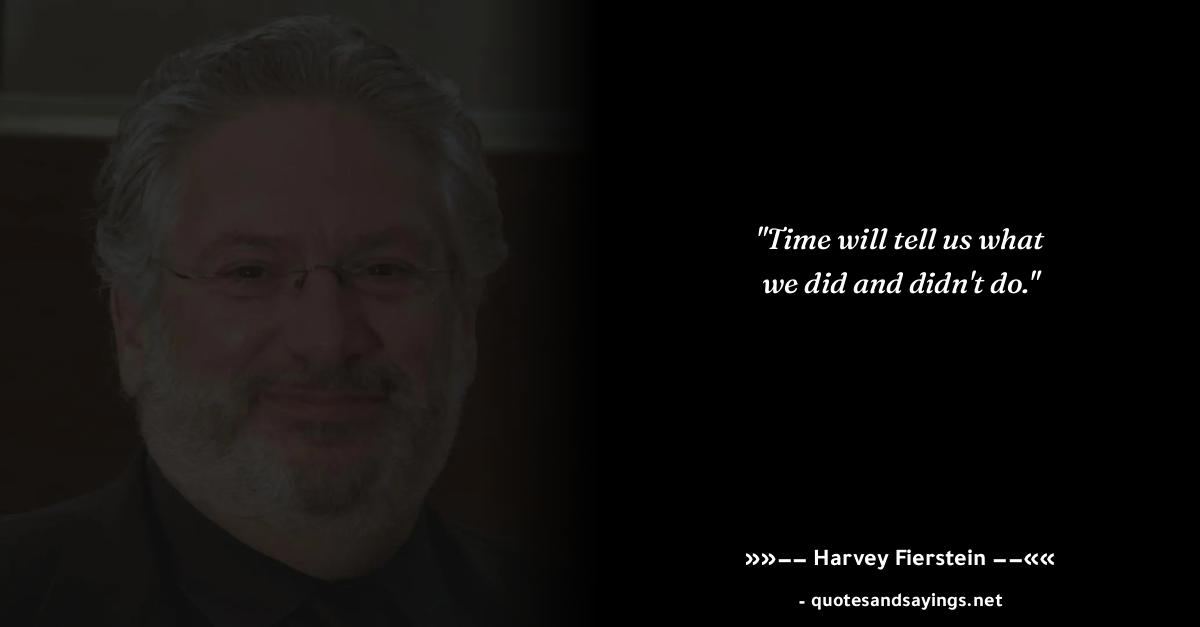 "Time will tell us what
we did and didn't do."
»»−− Harvey Fierstein −−««
- quotesandsayings.net